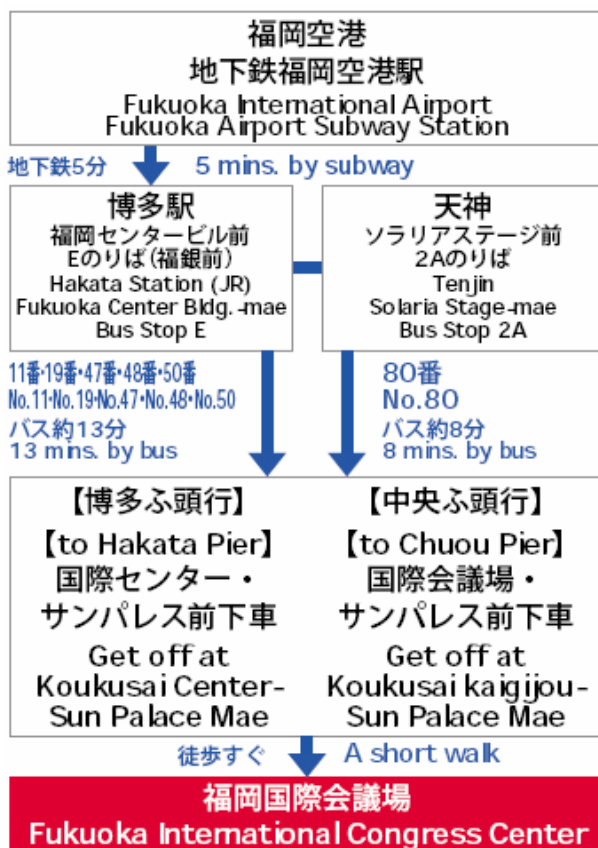 福岡空港
地下鉄福岡空港駅
Fukuoka International Airport
Fukuoka Airport Subway Station
地下鉄5分 5 mins. by subway
博多駅
福岡センタービル前
Eのりば(福銀前)
Hakata Station (JR)
Fukuoka Center Bldg.-mae
Bus Stop E
天神
ソラリアステージ前
2Aのりば
Tenjin
Solaria Stage-mae
Bus Stop 2A
11番・19番・47番・48番・50番
No.11・No.19・No.47・No.48・No.50
バス約13分
13 mins. by bus
80番
No.80
バス約8分
8 mins. by bus
【博多ふ頭行】
【to Hakata Pier】
国際センター・
サンパレス前下車
Get off at
Koukusai Center-
Sun Palace Mae
【中央ふ頭行】
【to Chuou Pier】
国際会議場・
サンパレス前下車
Get off at
Koukusai kaigijou-
Sun Palace Mae
徒歩すぐ A short walk
福岡国際会議場
Fukuoka International Congress Center